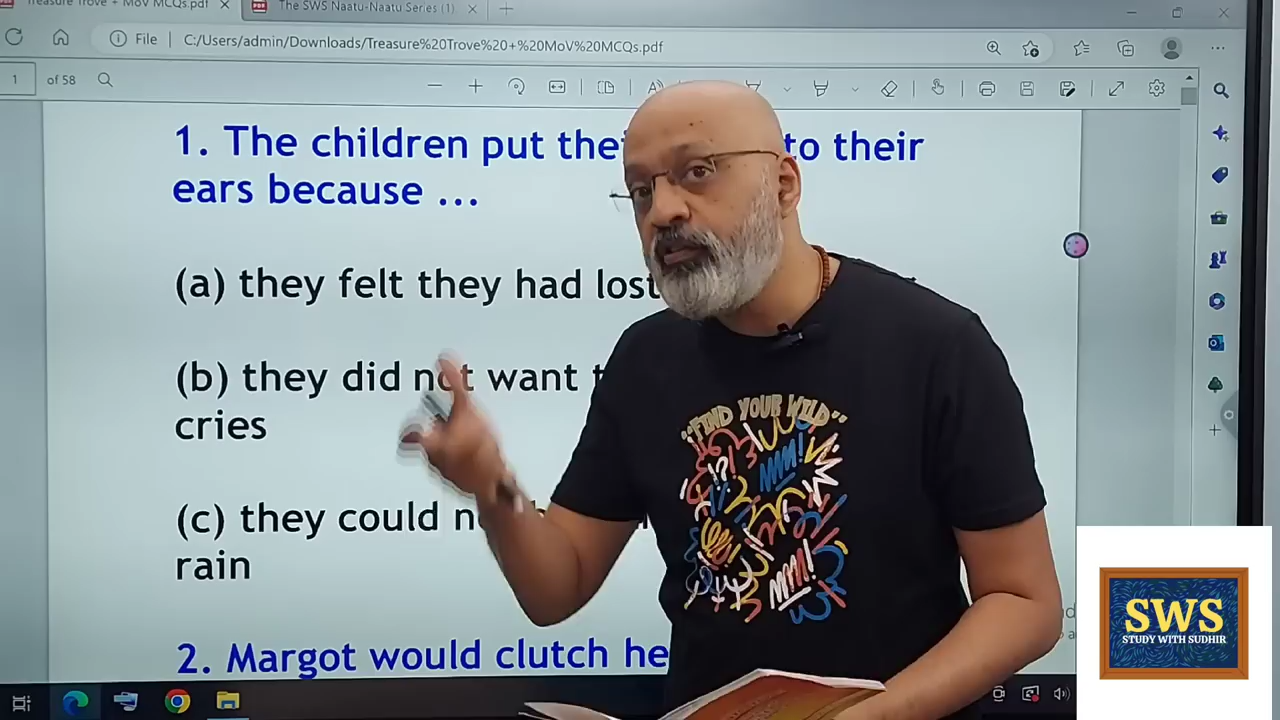 Treasure Trove + MoV MCQs.pdf
The SWS Naatu-Naatu Series (1)
File
C:/Users/admin/Downloads/Treasure%20Trove%20+%20MoV%20MCQs.pdf
1 of 58
1. The children put to their
ears because ...
(a) they felt they had lost
(b) they did not want
cries
(c) they could
rain
2. Margot would clutch
"FIND YOUR WILD"
SWS
STUDY WITH SUDHIR